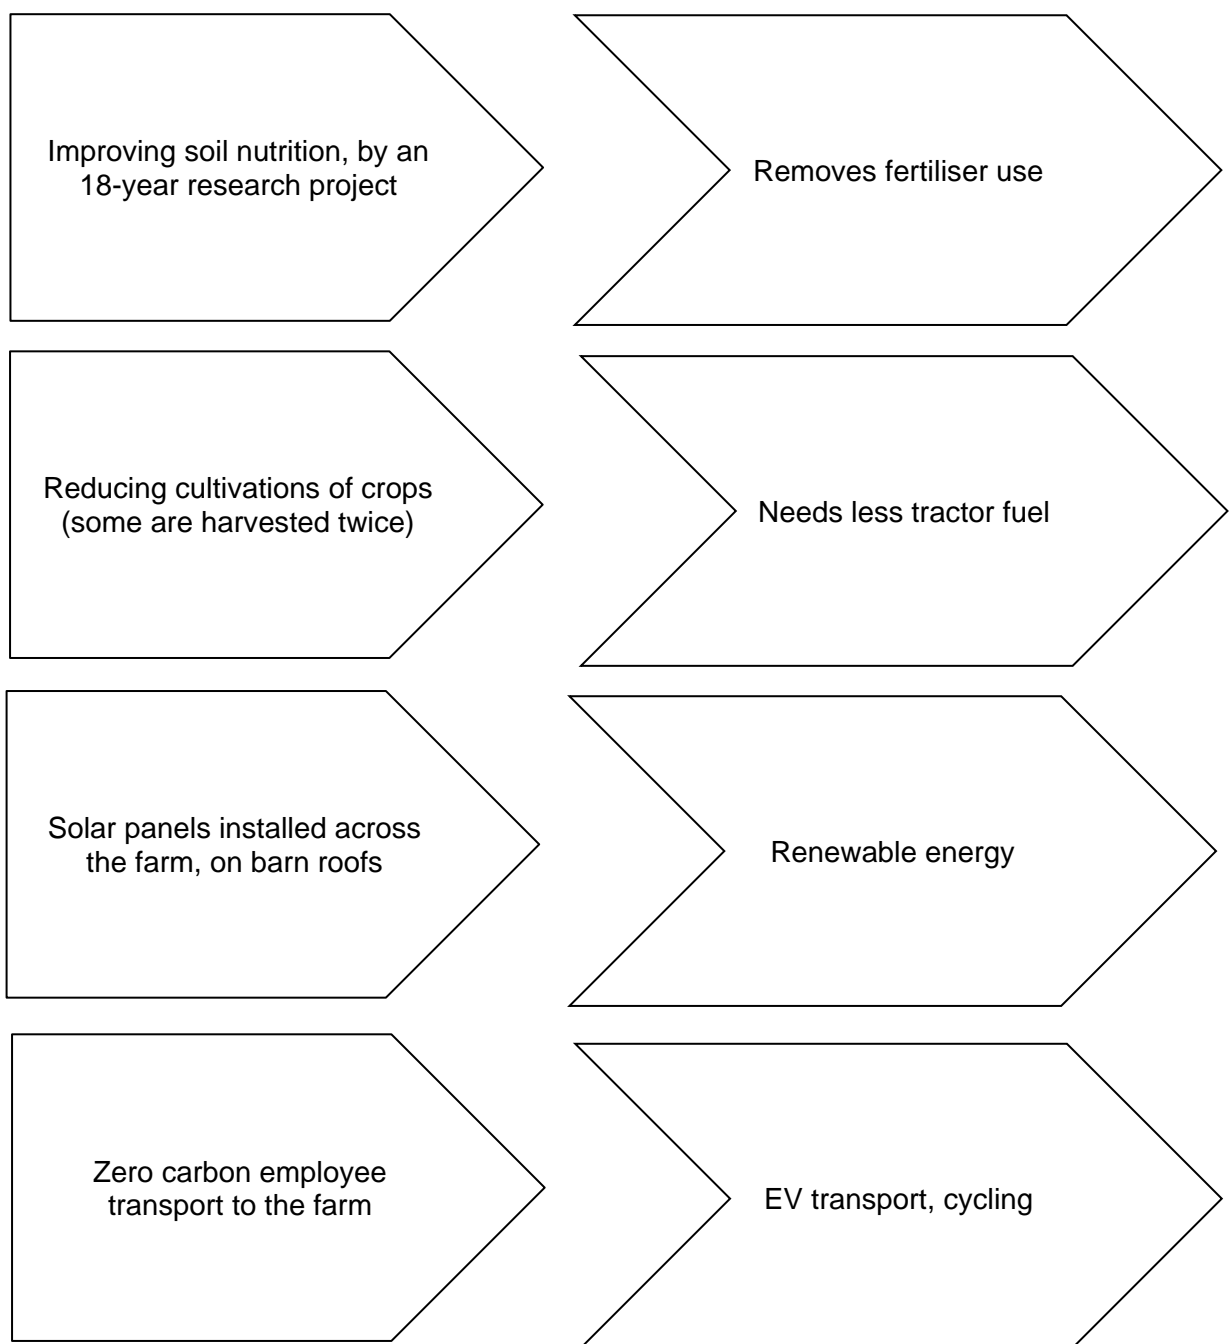 Improving soil nutrition, by an
18-year research project
Removes fertiliser use
Reducing cultivations of crops
(some are harvested twice)
Needs less tractor fuel
Solar panels installed across
the farm, on barn roofs
Renewable energy
Zero carbon employee
transport to the farm
EV transport, cycling